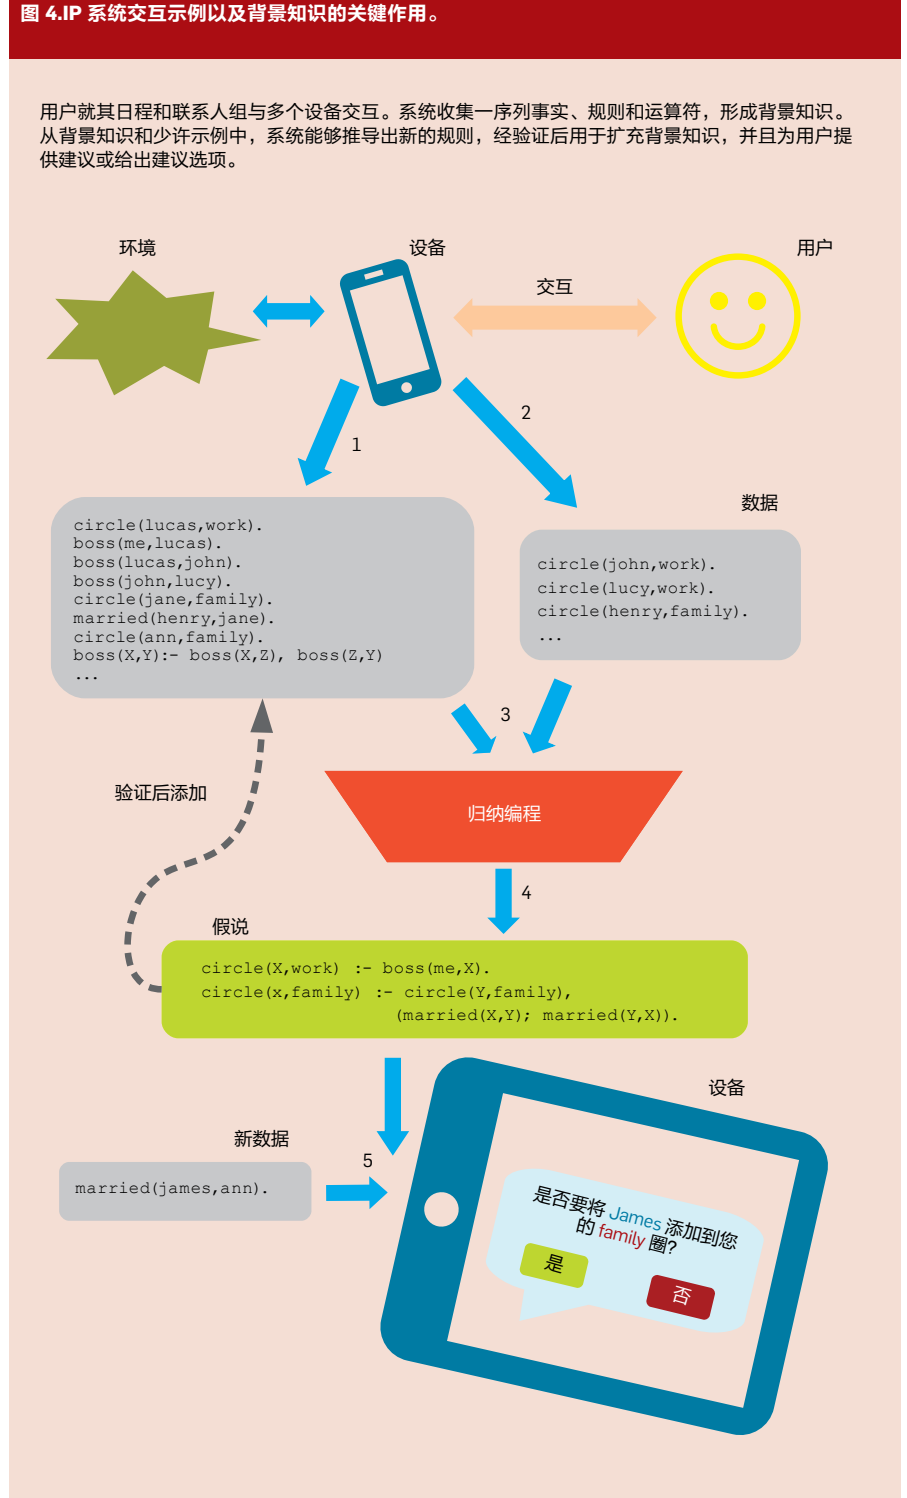 图 4.IP 系统交互示例以及背景知识的关键作用。
用户就其日程和联系人组与多个设备交互。系统收集一序列事实、规则和运算符，形成背景知识。
从背景知识和少许示例中，系统能够推导出新的规则，经验证后用于扩充背景知识，并且为用户提
供建议或给出建议选项。
环境
设备
用户
交互
1
2
数据
circle(lucas,work).
boss(me,lucas).
boss(lucas,john).
boss(john,lucy).
circle(jane,family).
married(henry,jane).
circle(ann,family).
boss(X,Y):- boss(X,Z), boss(Z,Y)
...
circle(john,work).
circle(lucy,work).
circle(henry,family).
...
3
验证后添加
归纳编程
4
假说
circle(X,work) :- boss(me,X).
circle(x,family) :- circle(Y,family),
(married(X,Y); married(Y,X)).
设备
新数据
5
married(james,ann).
是否要将 James 添加到您
的 family 圈?
是
否